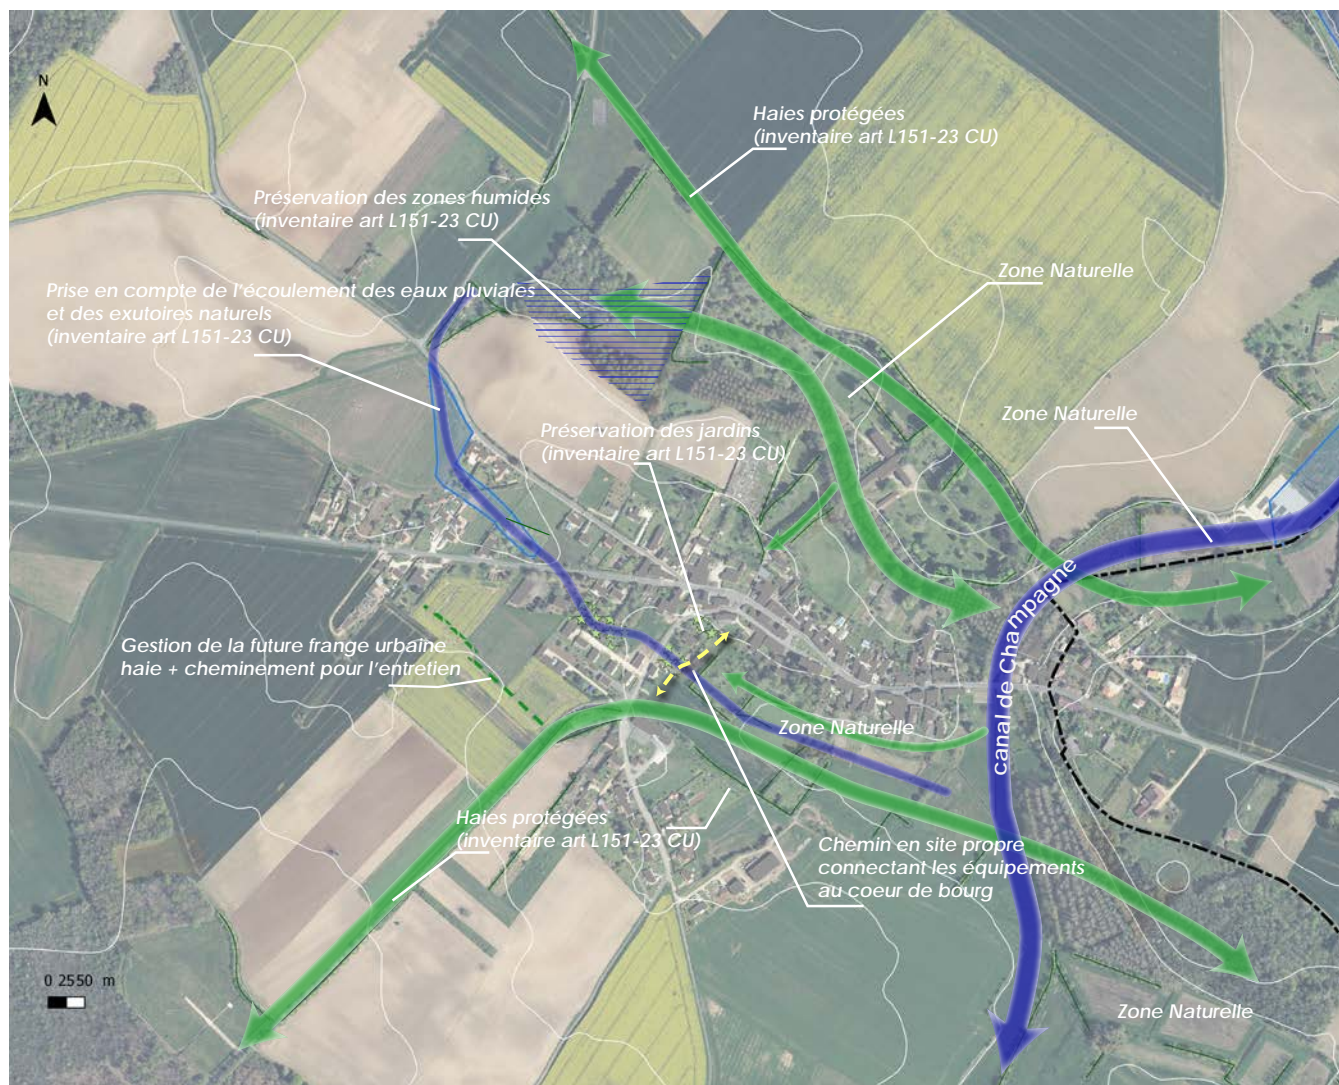 N
Haies protégées
(inventaire art L151-23 CU)
Préservation des zones humides
(inventaire art L151-23 CU)
Zone Naturelle
Prise en compte de l'écoulement des eaux pluviales
et des exutoires naturels
(inventaire art L151-23 CU)
Zone Naturelle
Préservation des jardins
(inventaire art L151-23 CU)
canal de Champagne
Gestion de la future frange urbaine
haie + cheminement pour l'entretien
Zone Naturelle
Haies protégées
(inventaire art L151-23 CU)
Chemin en site propre
connectant les équipements
au coeur de bourg
0 2550 m
Zone Naturelle